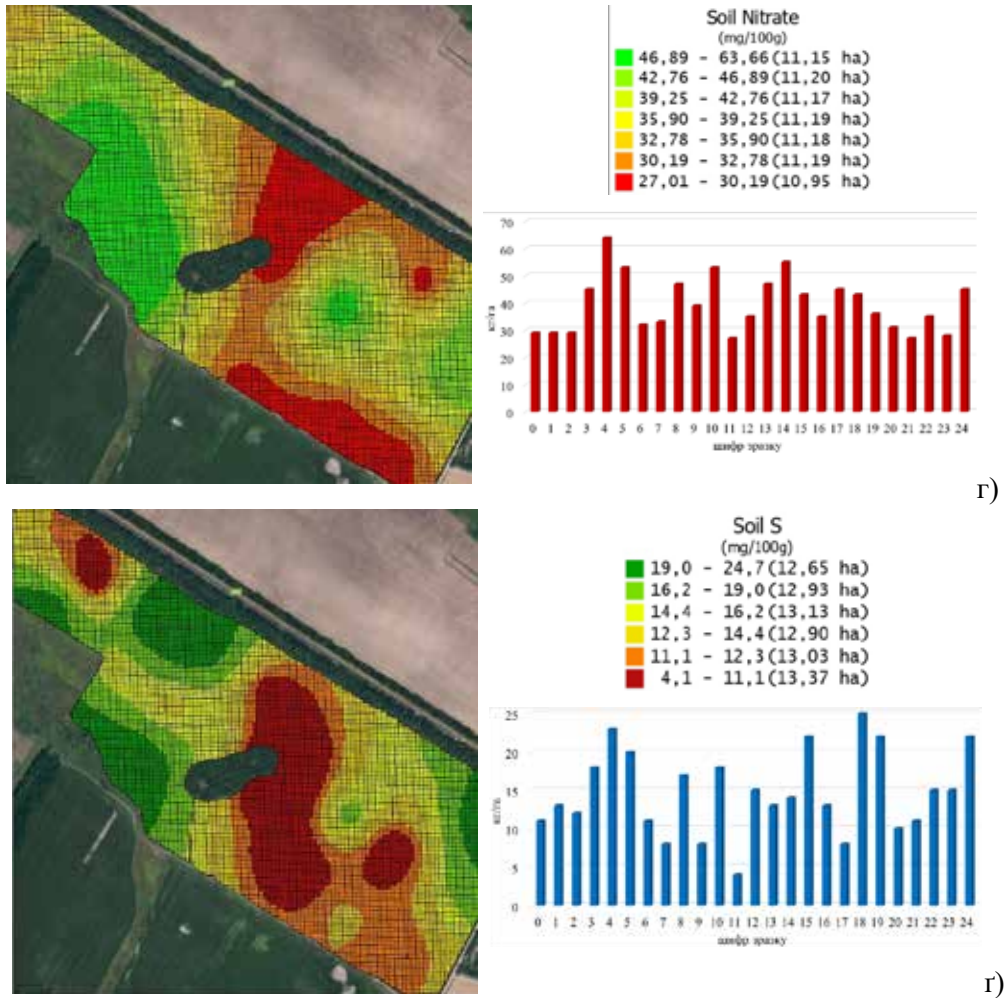 Soil Nitrate
(mg/100g)
46,89 - 63,66(11,15 ha)
42,76 - 46,89(11,20 ha)
39,25 - 42,76(11,17 ha)
35,90 - 39,25(11,19 ha)
32,78 - 35,90(11,18 ha)
30,19 - 32,78(11,19 ha)
27,01 - 30,19(10,95 ha)
70
60
50
40
30
20
10
0
кг/га
0 1 2 3 4 5 6 7 8 9 10 11 12 13 14 15 16 17 18 19 20 21 22 23 24
шифр зразку
г)
Soil S
(mg/100g)
19,0 - 24,7(12,65 ha)
16,2 - 19,0(12,93 ha)
14,4 - 16,2(13,13 ha)
12,3 - 14,4(12,90 ha)
11,1 - 12,3(13,03 ha)
4,1 - 11,1(13,37 ha)
25
20
15
10
5
0
кг/га
0 1 2 3 4 5 6 7 8 9 10 11 12 13 14 15 16 17 18 19 20 21 22 23 24
шифр зразку
ґ)